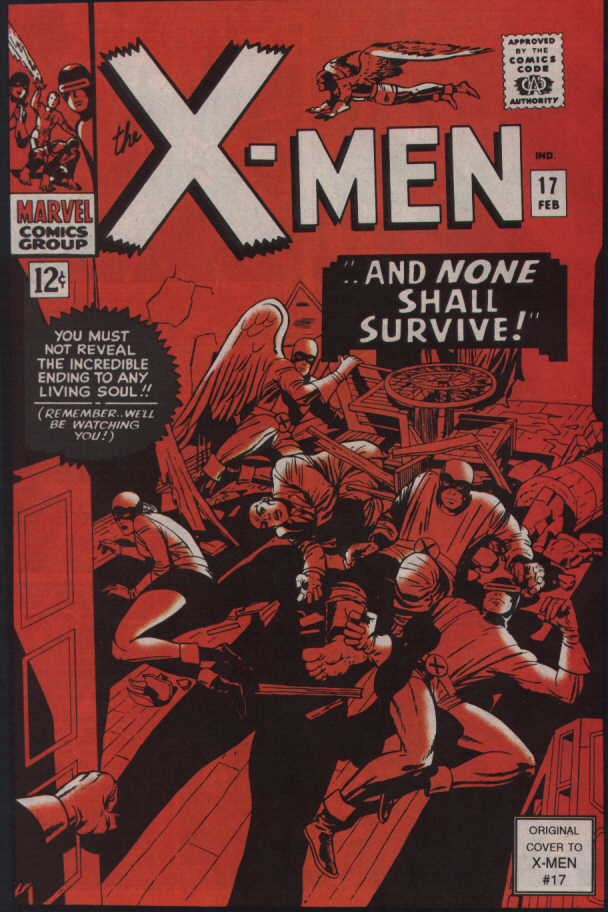 the
X-MEN
APPROVED
BY THE
COMICS
CODE
CA
AUTHORITY
IND.
17
FEB
MARVEL
COMICS
GROUP
12¢
"..AND NONE
SHALL
SURVIVE!"
YOU MUST
NOT REVEAL
THE INCREDIBLE
ENDING TO ANY
LIVING SOUL!!
(REMEMBER..WE'LL
BE WATCHING
YOU!)
X
ORIGINAL
COVER TO
X-MEN
#17